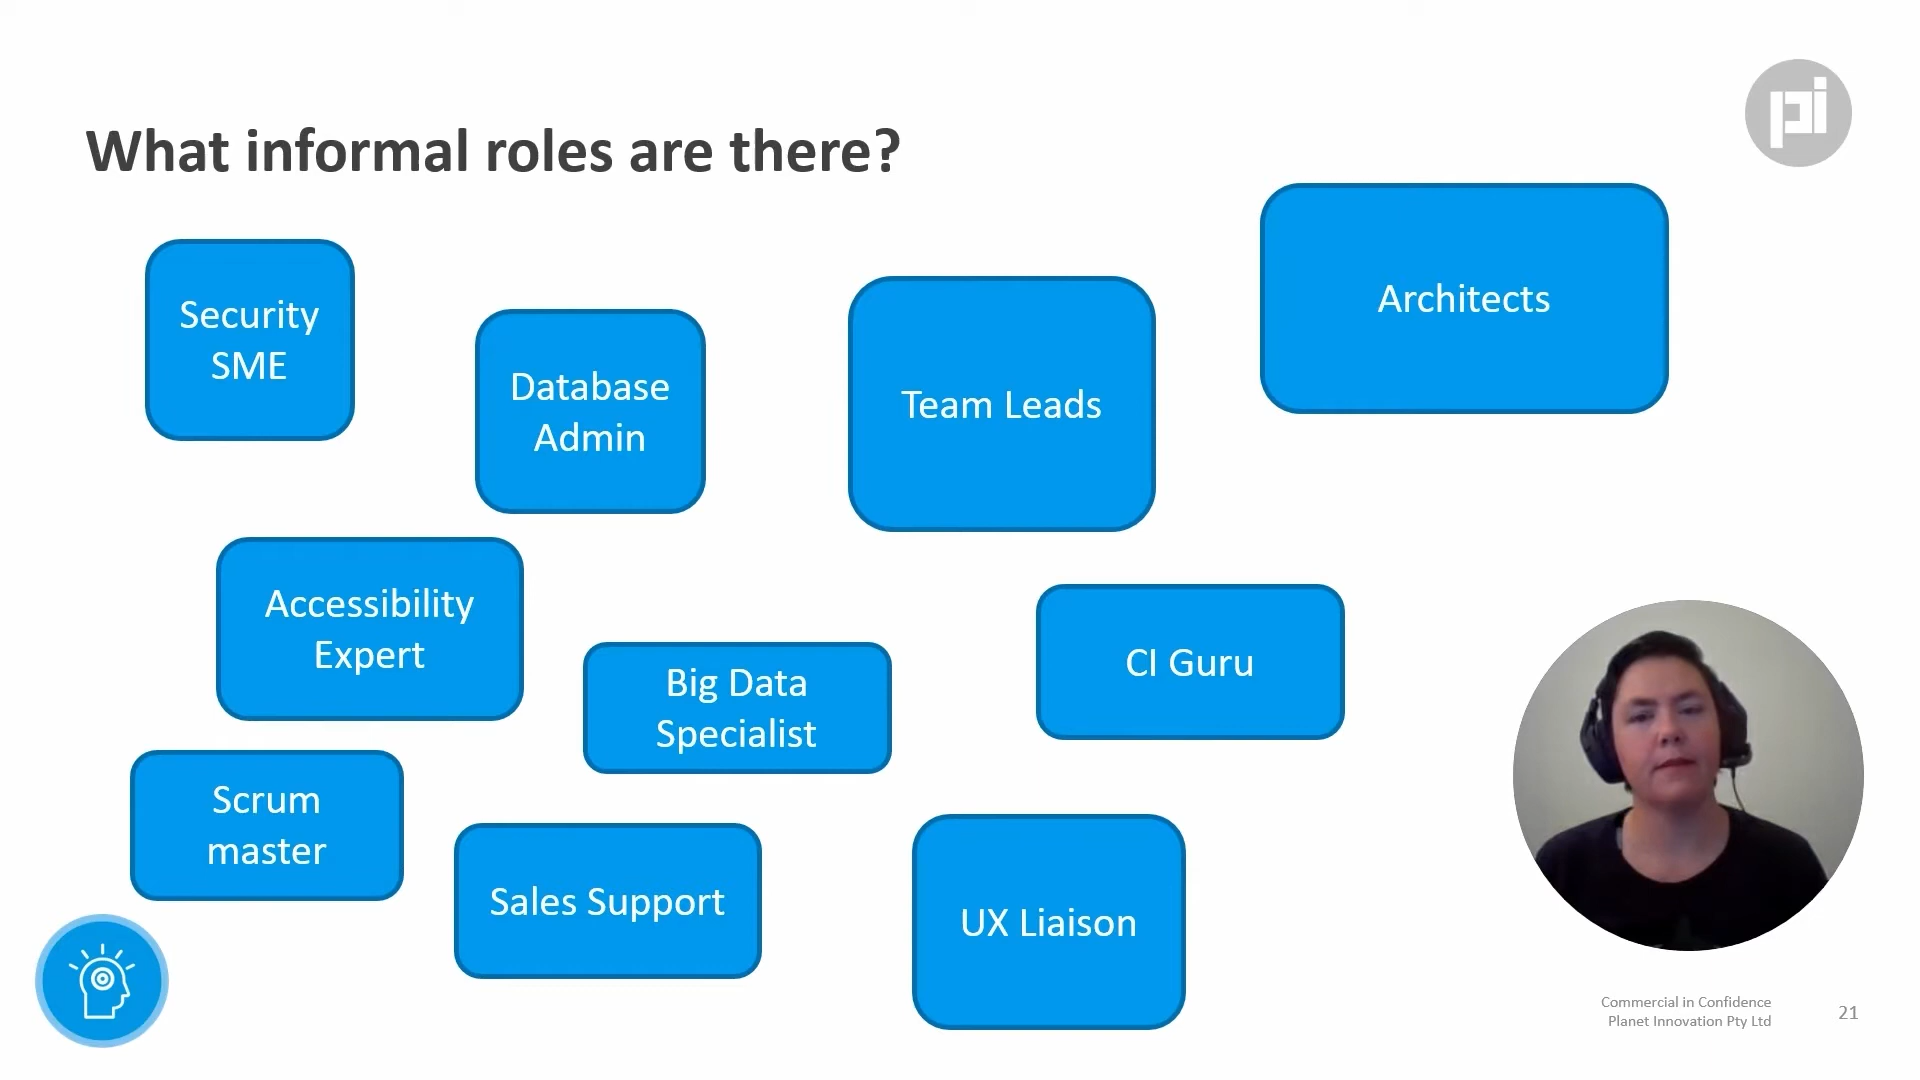 pi
What informal roles are there?
Security
SME
Database
Admin
Team Leads
Architects
Accessibility
Expert
Big Data
Specialist
CI Guru
Scrum
master
Sales Support
UX Liaison
Commercial in Confidence
Planet Innovation Pty Ltd
21